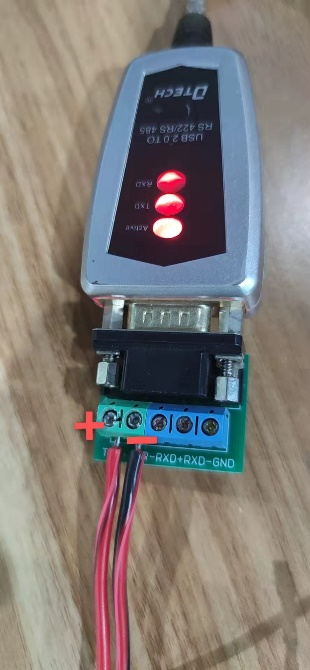 DTECH
USB 2.0 TO
RS 422/RS 485
RXD
TXD
Active
+ -
R-RXD+RXD-GND